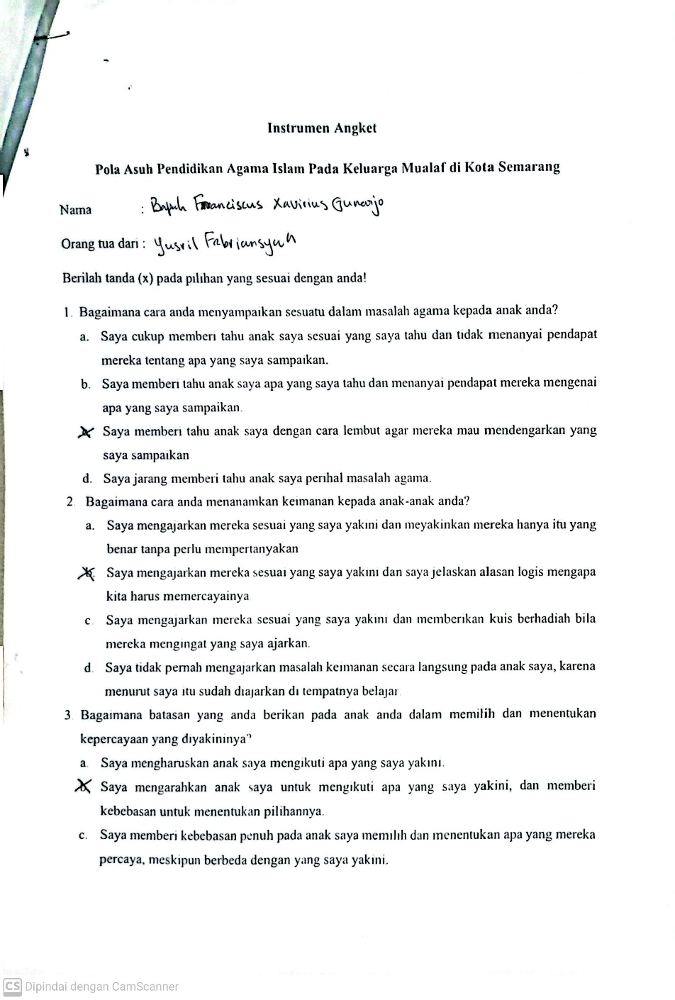 Instrumen Angket
Pola Asuh Pendidikan Agama Islam Pada Keluarga Mualaf di Kota Semarang
Nama : Bapak Franciscus Xavirius Gunarjo
Orang tua dari : Yusril Febriansyah
Berilah tanda (x) pada pilihan yang sesuai dengan anda!
1. Bagaimana cara anda menyampaikan sesuatu dalam masalah agama kepada anak anda?
a. Saya cukup memberi tahu anak saya sesuai yang saya tahu dan tidak menanyai pendapat
mereka tentang apa yang saya sampaikan.
b. Saya memberi tahu anak saya apa yang saya tahu dan menanyai pendapat mereka mengenai
apa yang saya sampaikan.
Saya memberi tahu anak saya dengan cara lembut agar mereka mau mendengarkan yang
saya sampaikan
d. Saya jarang memberi tahu anak saya perihal masalah agama.
2. Bagaimana cara anda menanamkan keimanan kepada anak-anak anda?
a. Saya mengajarkan mereka sesuai yang saya yakini dan meyakinkan mereka hanya itu yang
benar tanpa perlu mempertanyakan
Saya mengajarkan mereka sesuai yang saya yakini dan saya jelaskan alasan logis mengapa
kita harus memercayainya
c. Saya mengajarkan mereka sesuai yang saya yakini dan memberikan kuis berhadiah bila
mereka mengingat yang saya ajarkan.
d. Saya tidak pernah mengajarkan masalah keimanan secara langsung pada anak saya, karena
menurut saya itu sudah diajarkan di tempatnya belajar.
3. Bagaimana batasan yang anda berikan pada anak anda dalam memilih dan menentukan
kepercayaan yang diyakininya?
a. Saya mengharuskan anak saya mengikuti apa yang saya yakini.
Saya mengarahkan anak saya untuk mengikuti apa yang saya yakini, dan memberi
kebebasan untuk menentukan pilihannya.
c. Saya memberi kebebasan penuh pada anak saya memilih dan menentukan apa yang mereka
percaya, meskipun berbeda dengan yang saya yakini.
CS Dipindai dengan CamScanner